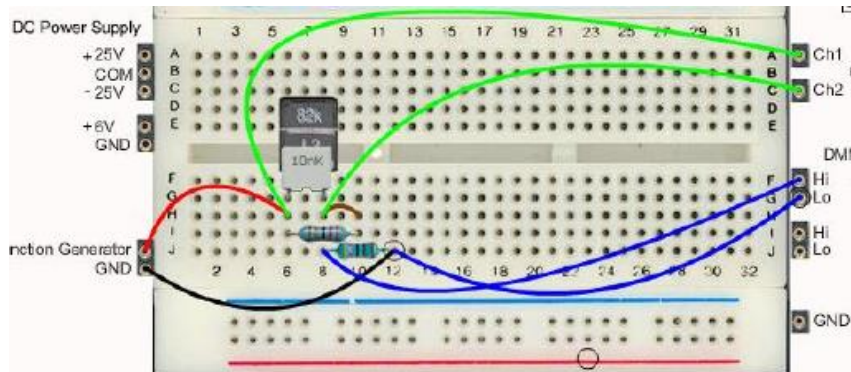 1 3 5 7 9 11 13 15 17 19 21 23 25 27 29 31
DC Power Supply
+25V
COM
-25V
+6V
GND
A
B
C
D
E
A
B
C
D
E
Ch1
Ch2
82k
10nK
DMM
F
G
H
I
J
F
G
H
I
J
Hi
Lo
Hi
Lo
nction Generator
GND
2 4 6 8 10 12 14 16 18 20 22 24 26 28 30 32
GND